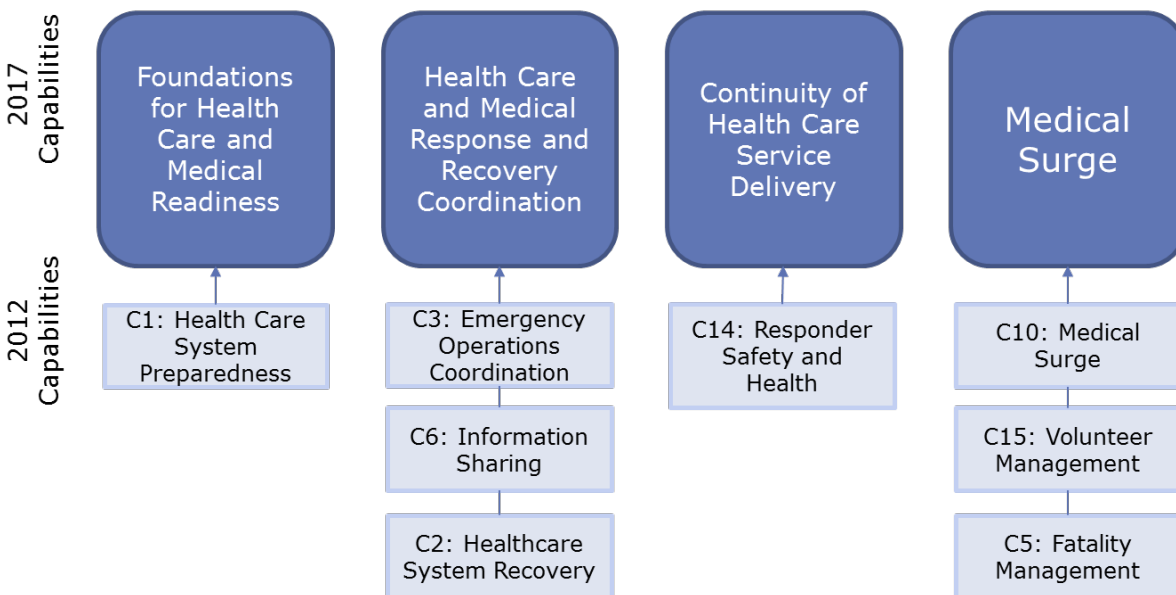 2017
Capabilities
Foundations
for Health
Care and
Medical
Readiness
Health Care
and Medical
Response and
Recovery
Coordination
Continuity of
Health Care
Service
Delivery
Medical
Surge
2012
Capabilities
C1: Health Care
System
Preparedness
C3: Emergency
Operations
Coordination
C6: Information
Sharing
C2: Healthcare
System Recovery
C14: Responder
Safety and
Health
C10: Medical
Surge
C15: Volunteer
Management
C5: Fatality
Management